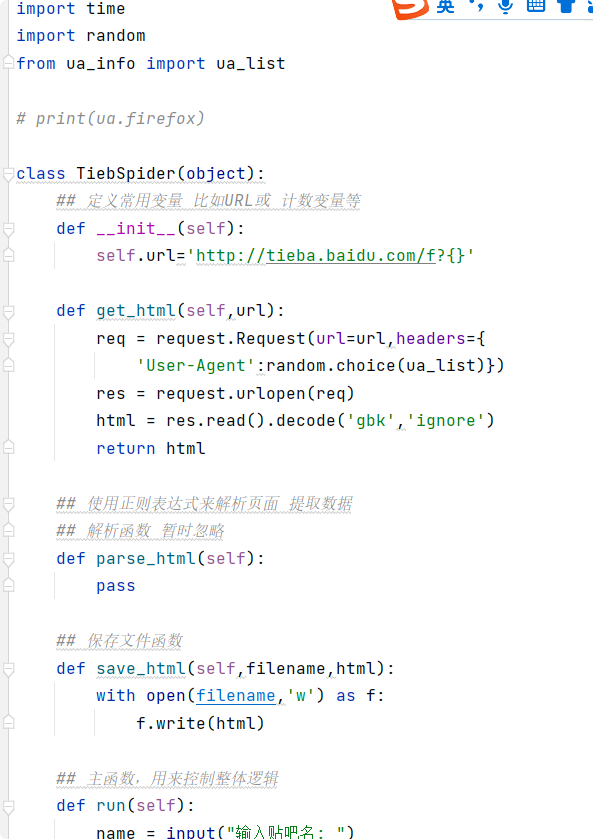 英
import time
import random
from ua_info import ua_list
# print(ua.firefox)
class TiebSpider(object):
    ## 定义常用变量 比如URL或 计数变量等
    def __init__(self):
        self.url='http://tieba.baidu.com/f?{}'
    def get_html(self,url):
        req = request.Request(url=url,headers={
            'User-Agent':random.choice(ua_list)})
        res = request.urlopen(req)
        html = res.read().decode('gbk','ignore')
        return html
    ## 使用正则表达式来解析页面 提取数据
    ## 解析函数 暂时忽略
    def parse_html(self):
        pass
    ## 保存文件函数
    def save_html(self,filename,html):
        with open(filename,'w') as f:
            f.write(html)
    ## 主函数，用来控制整体逻辑
    def run(self):
        name = input("输入贴吧名: ")